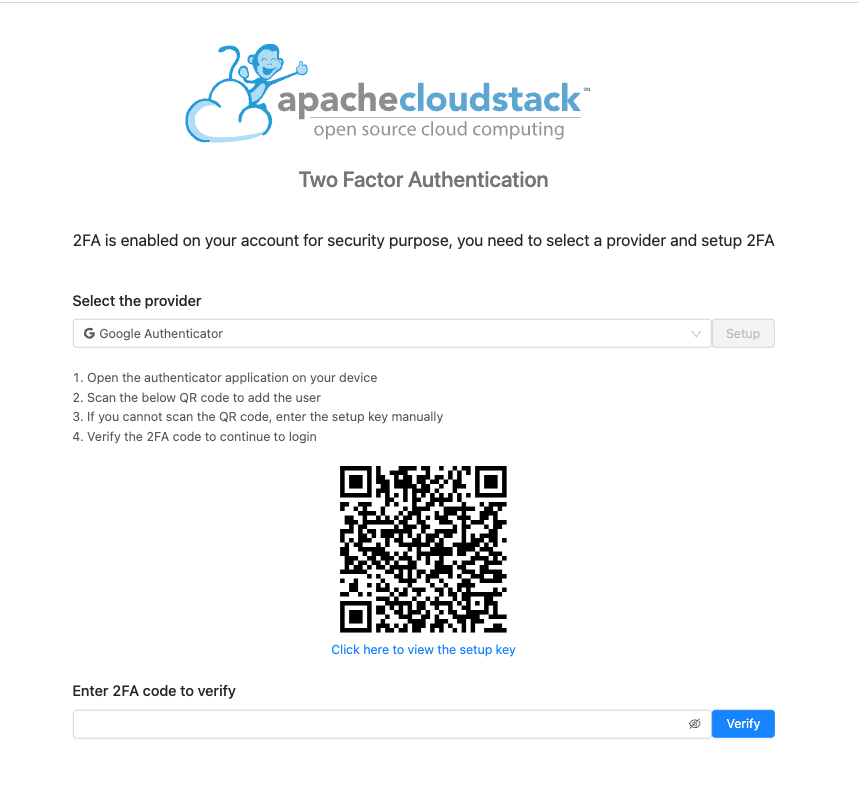 apachecloudstack™
open source cloud computing
Two Factor Authentication
2FA is enabled on your account for security purpose, you need to select a provider and setup 2FA
Select the provider
Google Authenticator
Setup
1. Open the authenticator application on your device
2. Scan the below QR code to add the user
3. If you cannot scan the QR code, enter the setup key manually
4. Verify the 2FA code to continue to login
Click here to view the setup key
Enter 2FA code to verify
Verify